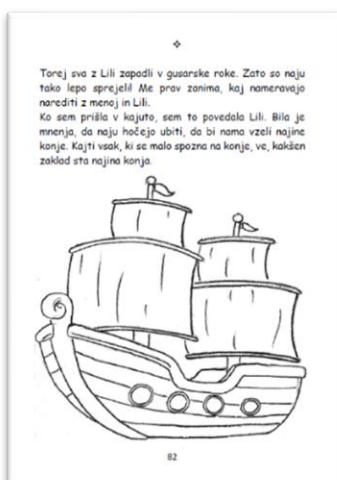 Torej sva z Lili zapadli v gusarske roke. Zato so naju
tako lepo sprejeli! Me prav zanima, kaj nameravajo
narediti z menoj in Lili.
Ko sem prišla v kajuto, sem to povedala Lili. Bila je
mnenja, da naju hočejo ubiti, da bi nama vzeli najine
konje. Kajti vsak, ki se malo spozna na konje, ve, kakšen
zaklad sta najina konja.
82